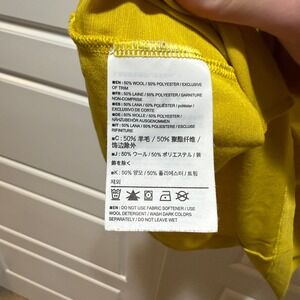 ■EN : 50% WOOL / 50% POLYESTER / EXCLUSIVE
OF TRIM
■FR : 50% LAINE / 50% POLYESTER / GARNITURE
NON-COMPRISE
■ES : 50% LANA / 50% poliéster /
EXCLUSIVO DE CORTE
■DE : 50% WOLLE / 50% POLYESTER /
AUSGENOMMEN
■IT : 50% LANA / 50% POLIESTERE / ESCLUSE
RIFINITURE
■C : 50% 羊毛 / 50% 聚酯纤维 /
饰边除外
■J : 50% ウール / 50% ポリエステル / 装
飾を除く
■K : 50% 양모 / 50% 폴리에스터 / 트림
제외
■EN : DO NOT USE FABRIC SOFTENER / USE
WOOL DETERGENT / WASH DARK COLORS
SEPARATELY / DO NOT LEAVE WET